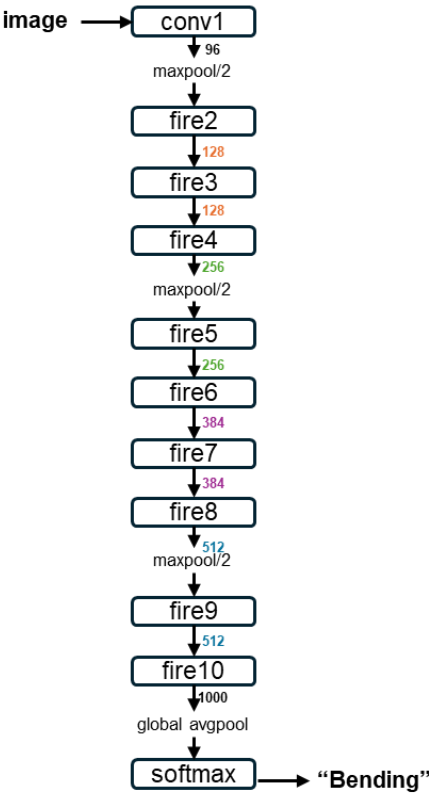 image
conv1
96
maxpool/2
fire2
128
fire3
128
fire4
256
maxpool/2
fire5
256
fire6
384
fire7
384
fire8
512
maxpool/2
fire9
512
fire10
1000
global avgpool
softmax
“Bending”